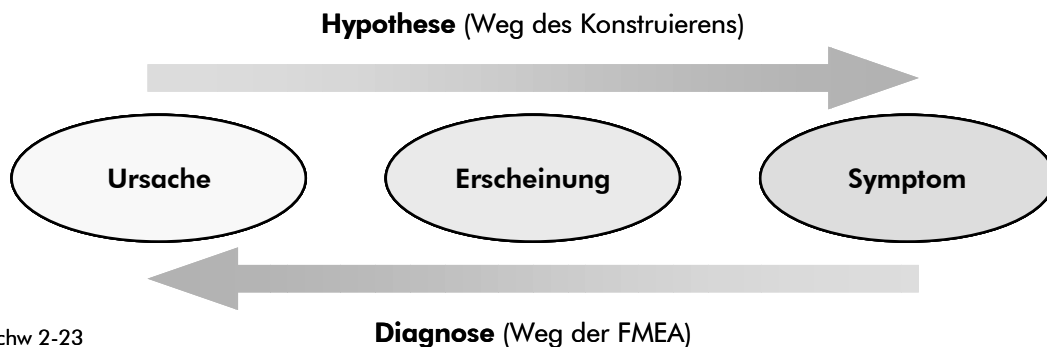 Hypothese (Weg des Konstruierens)
Ursache
Erscheinung
Symptom
Diagnose (Weg der FMEA)
chw 2-23